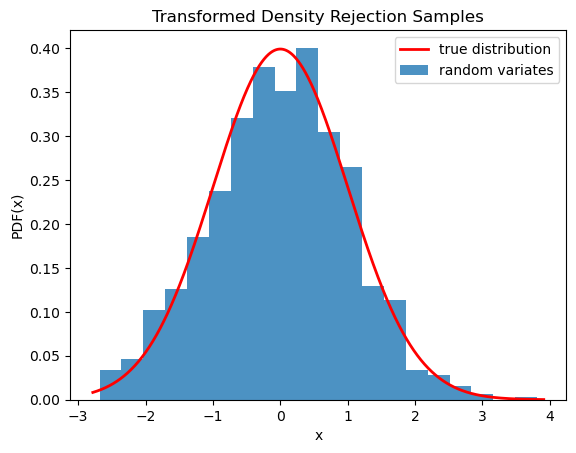 Transformed Density Rejection Samples
true distribution
random variates
PDF(x)
0.40
0.35
0.30
0.25
0.20
0.15
0.10
0.05
0.00
−3 −2 −1 0 1 2 3 4
x